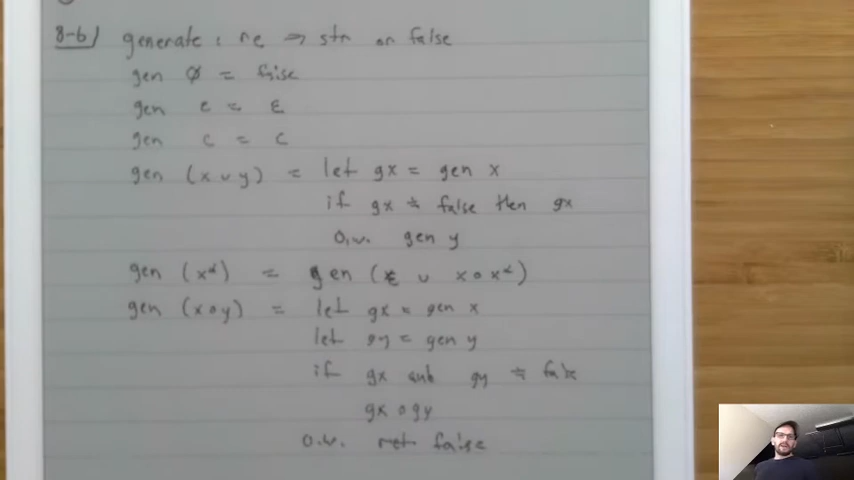 8-6/ generate : re => str or false
gen ∅ = false
gen ε = ε
gen c = c
gen (x ∪ y) = let gx = gen x
if gx ≠ false then gx
o.w. gen y
gen (x*) = gen (ε ∪ x ∘ x*)
gen (x ∘ y) = let gx = gen x
let gy = gen y
if gx and gy ≠ false
gx ∘ gy
o.w. ret false